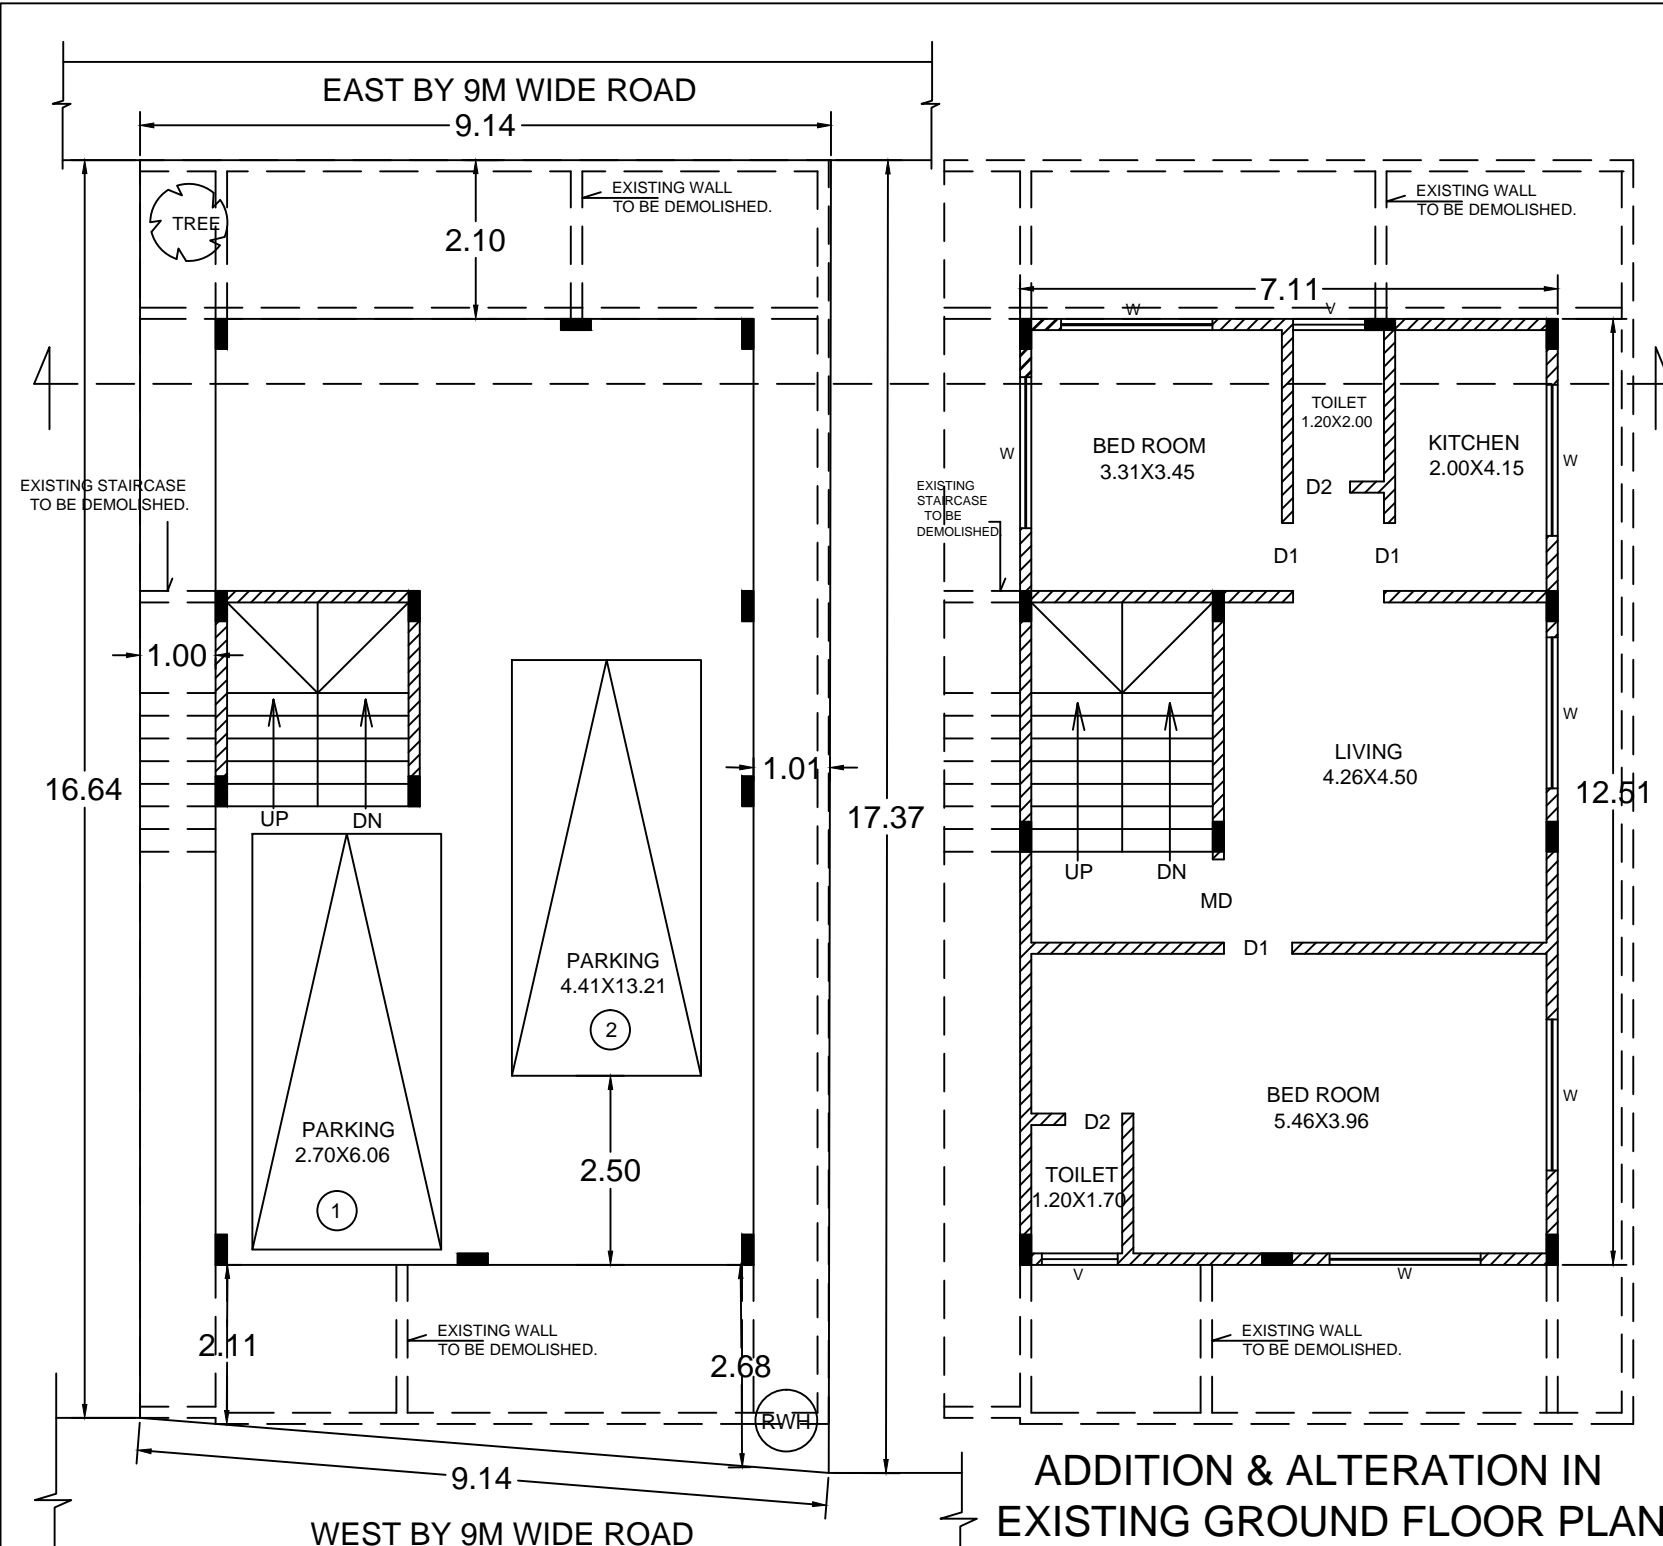 EAST BY 9M WIDE ROAD
9.14
TREE
EXISTING WALL
TO BE DEMOLISHED.
2.10
EXISTING STAIRCASE
TO BE DEMOLISHED.
1.00
16.64
UP
DN
1.01
17.37
PARKING
4.41X13.21
2
PARKING
2.70X6.06
1
2.50
2.11
EXISTING WALL
TO BE DEMOLISHED.
2.68
RWH
9.14
WEST BY 9M WIDE ROAD
EXISTING WALL
TO BE DEMOLISHED.
7.11
W
V
TOILET
1.20X2.00
BED ROOM
3.31X3.45
KITCHEN
2.00X4.15
W
W
D2
EXISTING
STAIRCASE
TO BE
DEMOLISHED.
D1
D1
W
LIVING
4.26X4.50
12.51
UP
DN
MD
D1
BED ROOM
5.46X3.96
W
D2
TOILET
1.20X1.70
V
W
EXISTING WALL
TO BE DEMOLISHED.
ADDITION & ALTERATION IN
EXISTING GROUND FLOOR PLAN